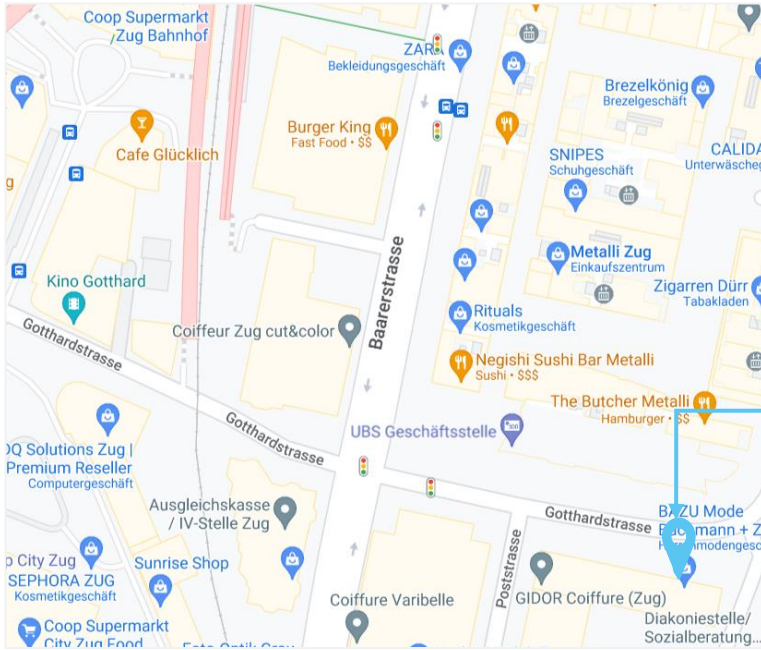 Coop Supermarkt
Zug Bahnhof
ZARA
Bekleidungsgeschäft
Brezelkönig
Brezelgeschäft
Burger King
Fast Food • $$
Cafe Glücklich
SNIPES
Schuhgeschäft
CALIDA
g
Metalli Zug
Einkaufszentrum
Kino Gotthard
Zigarren Dürr
Tabakladen
Rituals
Kosmetikgeschäft
Gotthardstrasse
Coiffeur Zug cut&color
Baarerstrasse
Negishi Sushi Bar Metalli
Sushi • $$$
The Butcher Metalli
Hamburger • $$
Gotthardstrasse
UBS Geschäftsstelle
DQ Solutions Zug |
Premium Reseller
Computergeschäft
Ausgleichskasse
/ IV-Stelle Zug
Gotthardstrasse
Mode
+
p City Zug
SEPHORA ZUG
Kosmetikgeschäft
Sunrise Shop
Poststrasse
GIDOR Coiffure (Zug)
Coiffure Varibelle
Diakoniestelle/
Sozialberatung...
Coop Supermarkt
City Zug Food